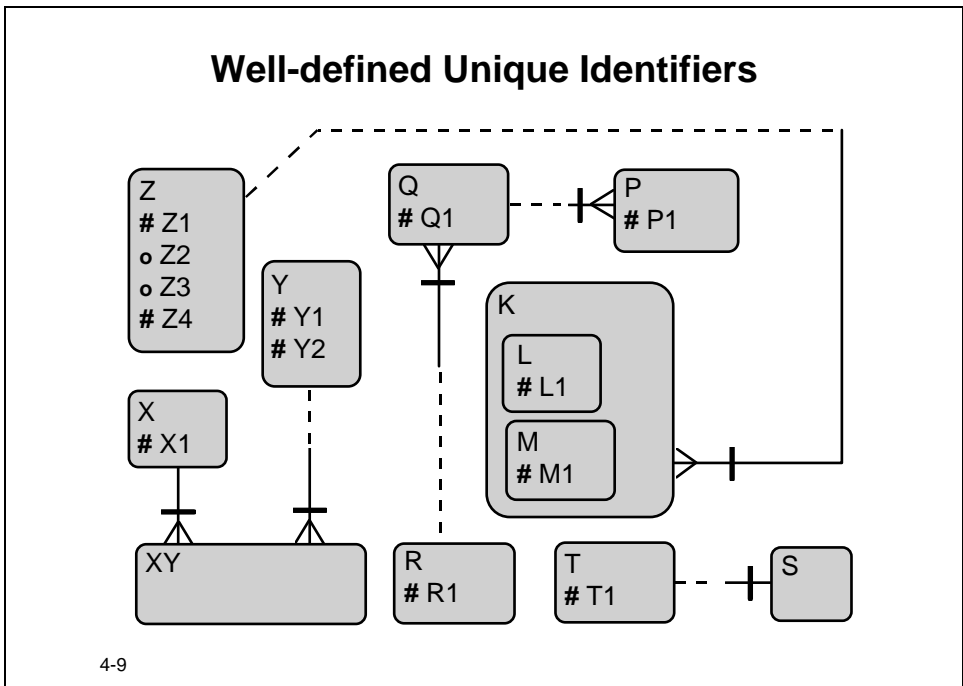 Well-defined Unique Identifiers
Z
# Z1
o Z2
o Z3
# Z4
Q
# Q1
P
# P1
Y
# Y1
# Y2
K
L
# L1
M
# M1
X
# X1
XY
R
# R1
T
# T1
S
4-9